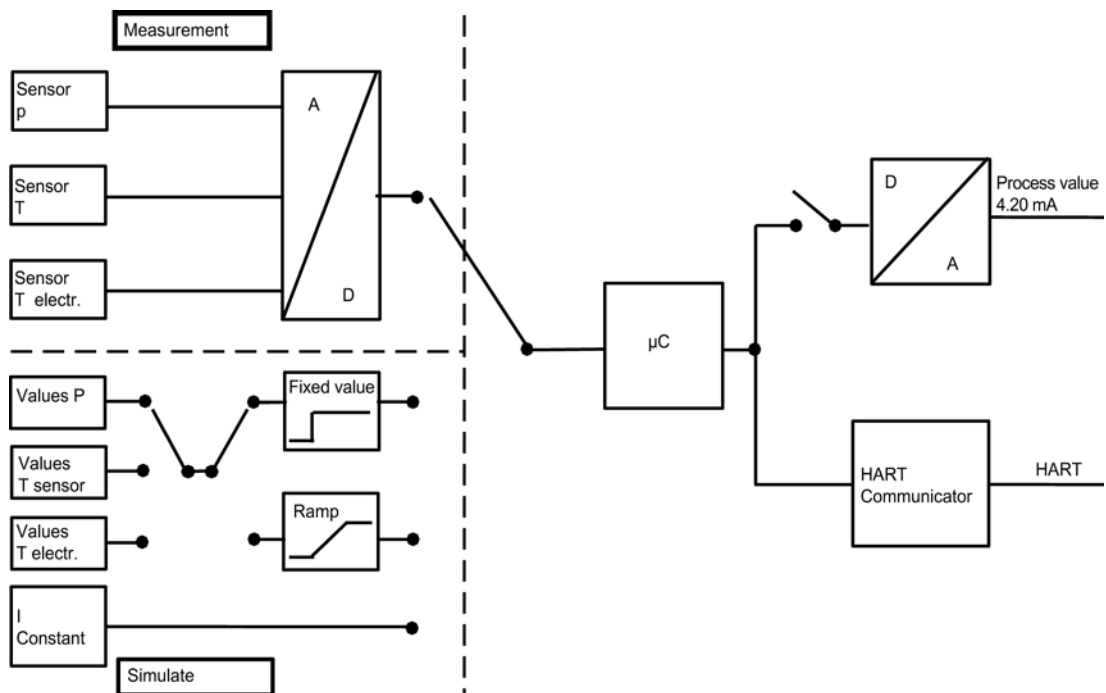 Measurement
Sensor
p
Sensor
T
Sensor
T electr.
A
D
Values P
Values
T sensor
Values
T electr.
I
Constant
Fixed value
Ramp
Simulate
µC
D
A
Process value
4.20 mA
HART
Communicator
HART